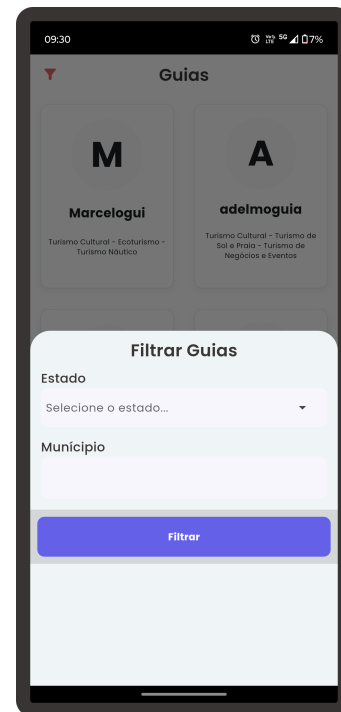 09:30
5G 7%
Guias
M
A
Marcelogui
adelmoguia
Turismo Cultural - Ecoturismo -
Turismo Náutico
Turismo Cultural - Turismo de
Sol e Praia - Turismo de
Negócios e Eventos
Filtrar Guias
Estado
Selecione o estado...
Munícipio
Filtrar